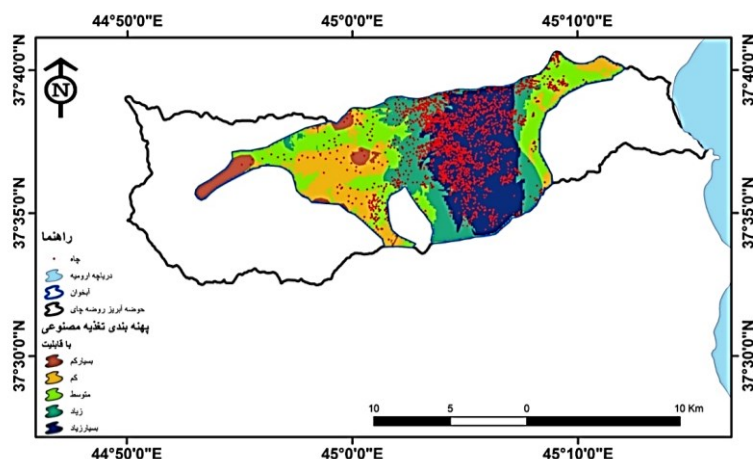 44°50'0"E 45°0'0"E 45°10'0"E
37°40'0"N 37°40'0"N
N
37°35'0"N 37°35'0"N
راهنما
چاه
دریاچه ارومیه
آبخوان
حوضه آبریز روضه چای
پهنه بندی تغذیه مصنوعی
با قابلیت
37°30'0"N 37°30'0"N
بسیارکم
کم
متوسط
زیاد
بسیارزیاد
10 5 0 10 Km
44°50'0"E 45°0'0"E 45°10'0"E